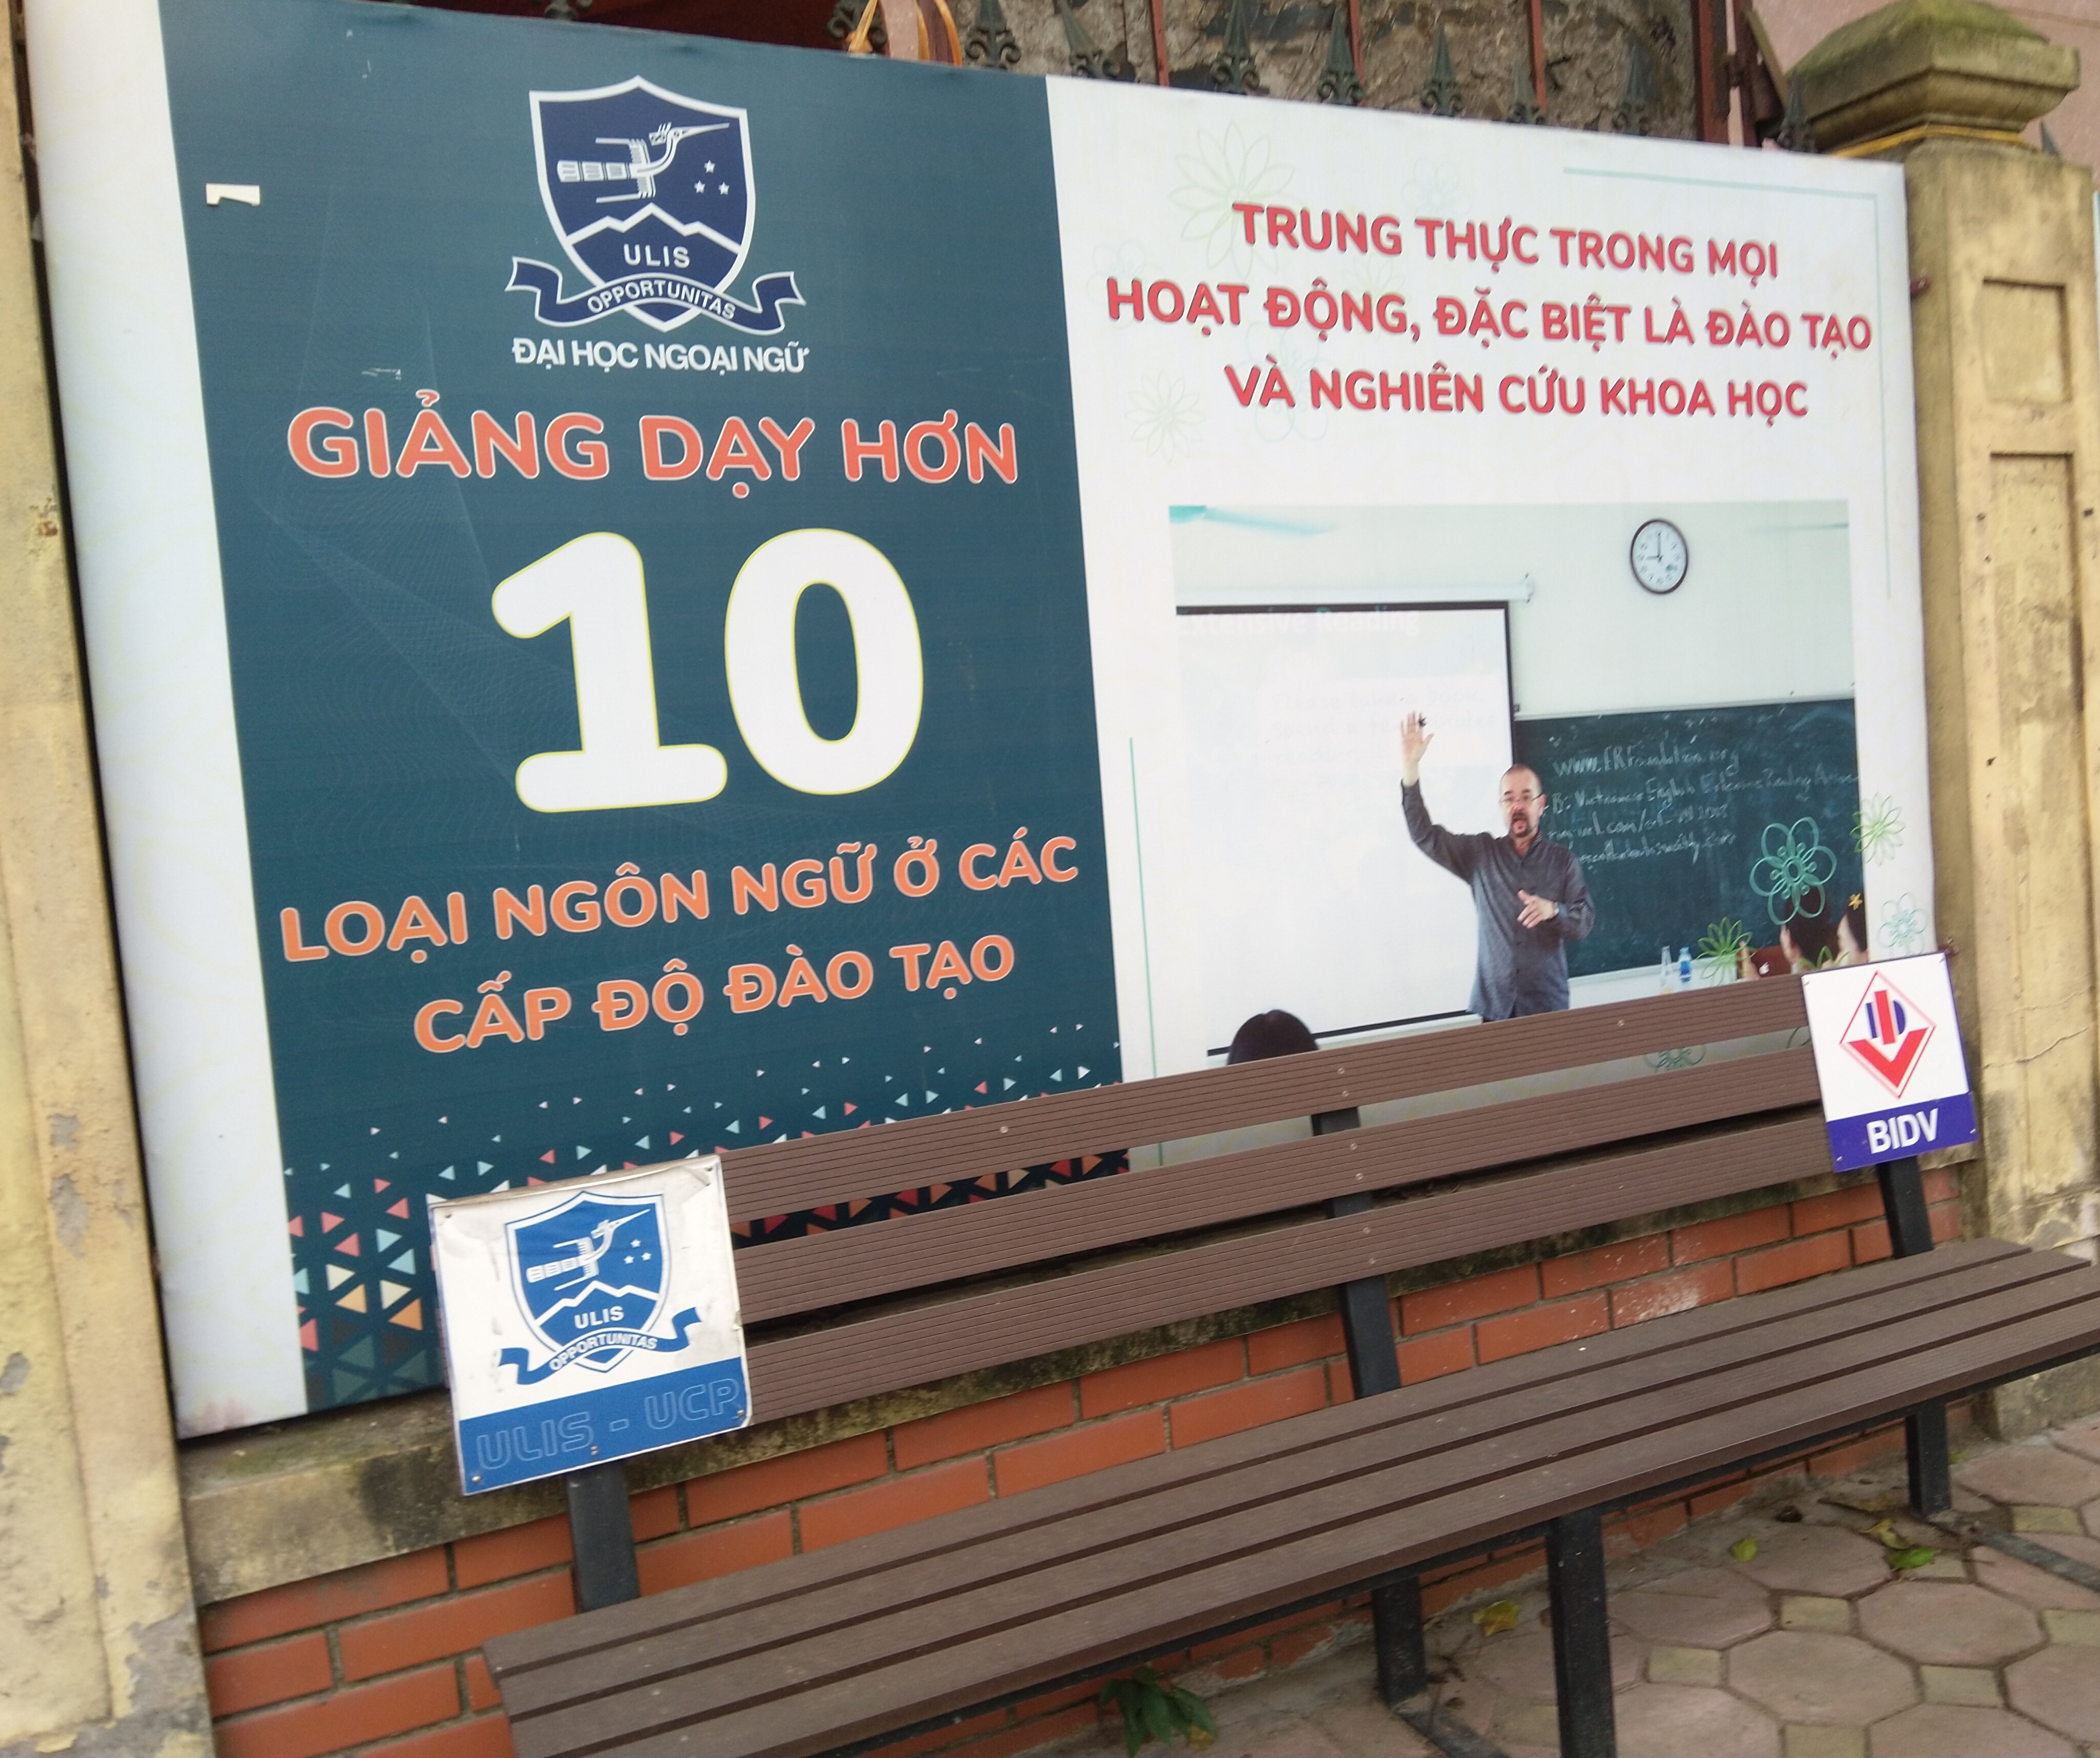 ULIS
OPPORTUNITAS
ĐẠI HỌC NGOẠI NGỮ
GIẢNG DẠY HƠN
10
LOẠI NGÔN NGỮ Ở CÁC
CẤP ĐỘ ĐÀO TẠO
TRUNG THỰC TRONG MỌI
HOẠT ĐỘNG, ĐẶC BIỆT LÀ ĐÀO TẠO
VÀ NGHIÊN CỨU KHOA HỌC
Extensive Reading
ULIS
OPPORTUNITAS
ULIS - UCR
BIDV